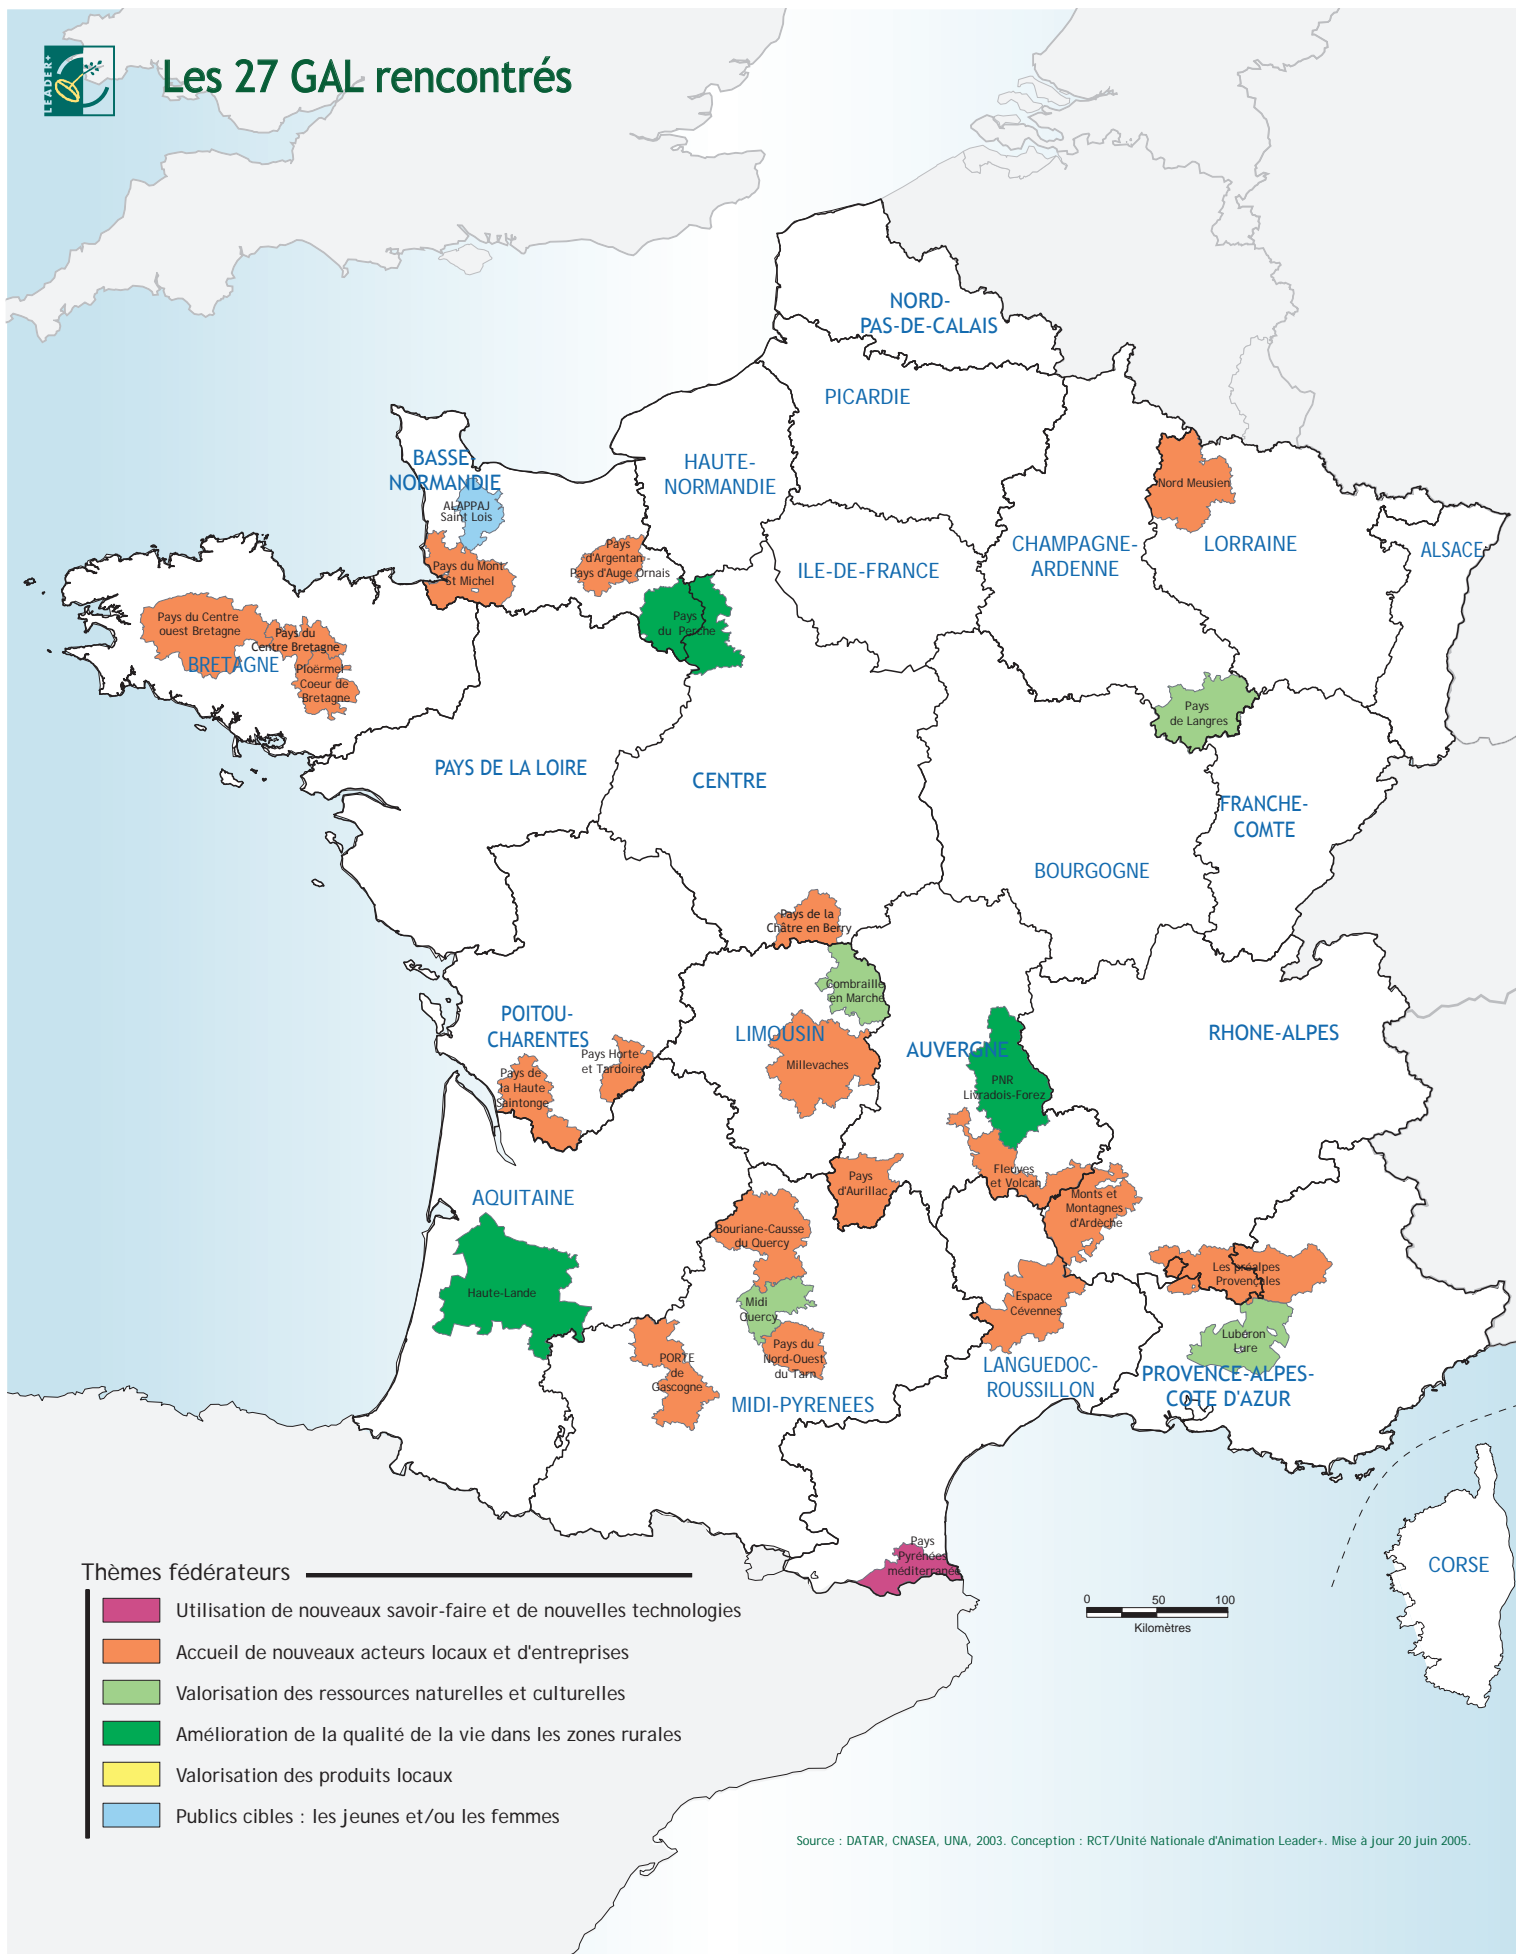 LEADER+
Les 27 GAL rencontrés
NORD-
PAS-DE-CALAIS
PICARDIE
BASSE-
NORMANDIE
HAUTE-
NORMANDIE
ALAPPAJ
Saint Lois
Nord Meusien
CHAMPAGNE-
ARDENNE
LORRAINE
ALSACE
ILE-DE-FRANCE
Pays
d'Argentan-
Pays d'Auge Ornais
Pays du Mont
St Michel
Pays du Centre
ouest Bretagne
Pays du
Centre Bretagne
BRETAGNE
Ploermel
Coeur de
Bretagne
Pays
du Perche
Pays
de Langres
PAYS DE LA LOIRE
CENTRE
FRANCHE-
COMTE
BOURGOGNE
Pays de la
Châtre en Berry
Combraille
en Marche
POITOU-
CHARENTES
LIMOUSIN
AUVERGNE
RHONE-ALPES
Pays Horte
et Tardoire
Pays de
la Haute
Saintonge
Millevaches
PNR
Livradois-Forez
Fleuves
et Volcan
Pays
d'Aurillac
Monts et
Montagnes
d'Ardèche
AQUITAINE
Bouriane-Causse
du Quercy
Les préalpes
Provençales
Haute-Lande
Midi
Quercy
Espace
Cévennes
Lubéron
Lure
Pays du
Nord-Ouest
du Tarn
PORTE
de
Gascogne
LANGUEDOC-
ROUSSILLON
PROVENCE-ALPES-
COTE D'AZUR
MIDI-PYRENEES
Pays
Pyrénées
méditerranée
CORSE
Thèmes fédérateurs
Utilisation de nouveaux savoir-faire et de nouvelles technologies
Accueil de nouveaux acteurs locaux et d'entreprises
Valorisation des ressources naturelles et culturelles
Amélioration de la qualité de la vie dans les zones rurales
Valorisation des produits locaux
Publics cibles : les jeunes et/ou les femmes
0 50 100
Kilomètres
Source : DATAR, CNASEA, UNA, 2003. Conception : RCT/Unité Nationale d'Animation Leader+. Mise à jour 20 juin 2005.